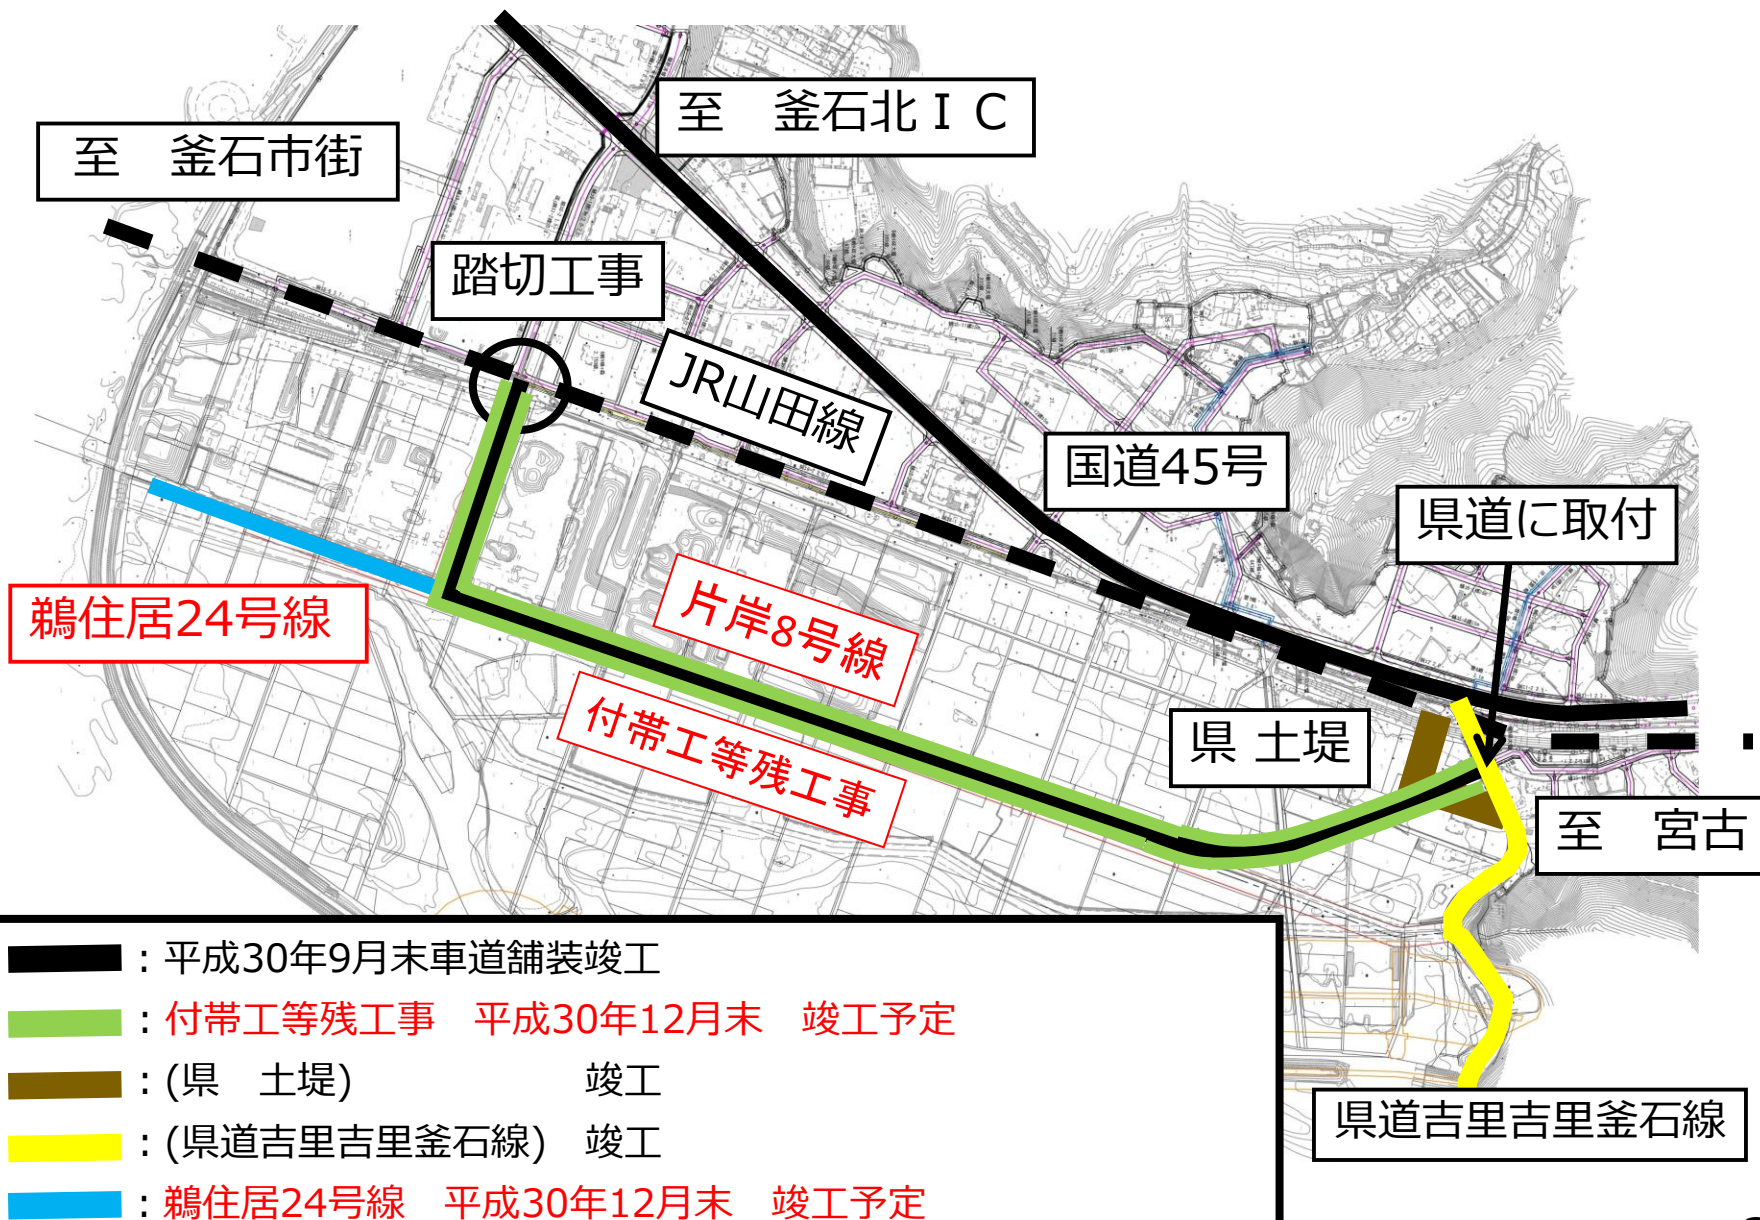 至　釜石北ＩＣ
至　釜石市街
踏切工事
JR山田線
国道45号
県道に取付
鵜住居24号線
片岸8号線
付帯工等残工事
県 土堤
至　宮古
県道吉里吉里釜石線
：平成30年9月末車道舗装竣工
：付帯工等残工事　平成30年12月末　竣工予定
：(県　土堤)　　　　竣工
：(県道吉里吉里釜石線)　竣工
：鵜住居24号線　平成30年12月末　竣工予定